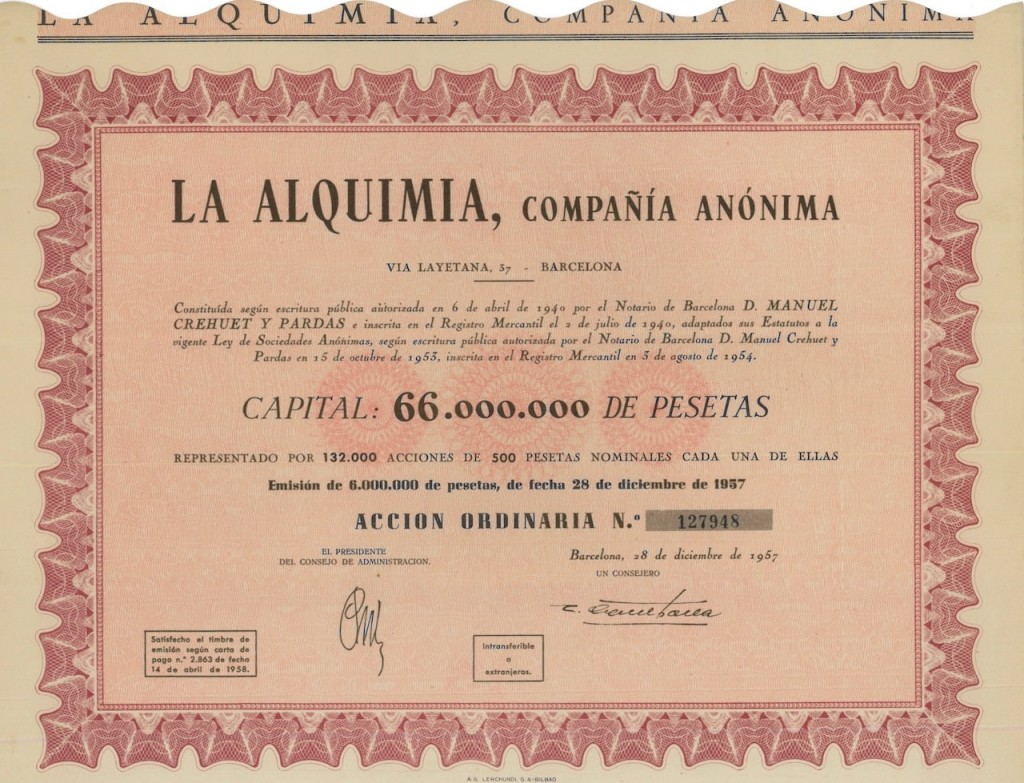 LA ALQUIMIA, COMPAÑIA ANONIMA
LA ALQUIMIA, COMPAÑÍA ANÓNIMA
VIA LAYETANA, 37 - BARCELONA
Constituída según escritura pública autorizada en 6 de abril de 1940 por el Notario de Barcelona D. MANUEL
CREHUET Y PARDAS e inscrita en el Registro Mercantil el 2 de julio de 1940, adaptados sus Estatutos a la
vigente Ley de Sociedades Anónimas, según escritura pública autorizada por el Notario de Barcelona D. Manuel Crehuet y
Pardas en 15 de octubre de 1953, inscrita en el Registro Mercantil en 3 de agosto de 1954.
CAPITAL: 66.000.000 DE PESETAS
REPRESENTADO POR 132.000 ACCIONES DE 500 PESETAS NOMINALES CADA UNA DE ELLAS
Emisión de 6.000.000 de pesetas, de fecha 28 de diciembre de 1957
ACCION ORDINARIA N.º 127948
EL PRESIDENTE
DEL CONSEJO DE ADMINISTRACION.
Barcelona, 28 de diciembre de 1957
UN CONSEJERO
Satisfecho el timbre de
emisión según carta de
pago n.º 2.863 de fecha
14 de abril de 1958.
Intransferible
a
extranjeros.
A.G. LERCHUNDI, S.A.-BILBAO